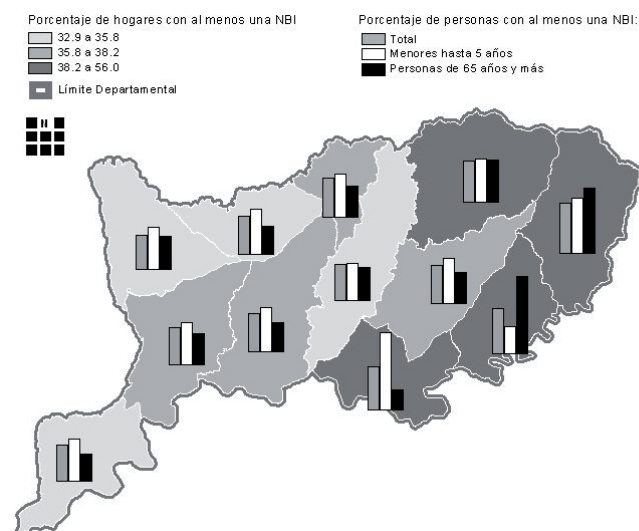 Porcentaje de hogares con al menos una NBI
32.9 a 35.8
35.8 a 38.2
38.2 a 56.0
Límite Departamental
Porcentaje de personas con al menos una NBI:
Total
Menores hasta 5 años
Personas de 65 años y más
N